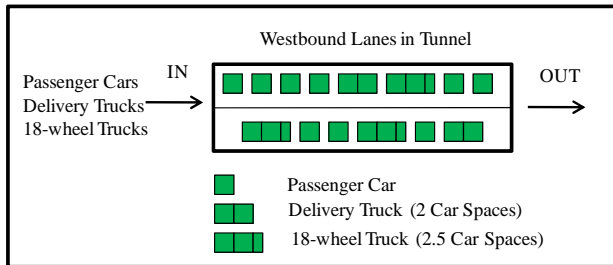 Westbound Lanes in Tunnel
IN
OUT
Passenger Cars
Delivery Trucks
18-wheel Trucks
Passenger Car
Delivery Truck (2 Car Spaces)
18-wheel Truck (2.5 Car Spaces)